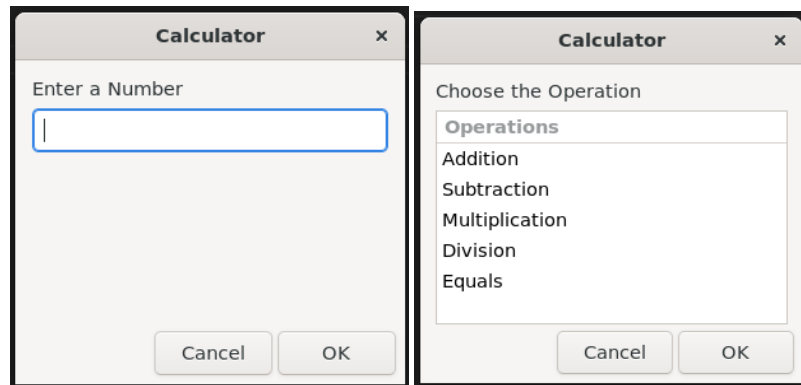 Calculator ×
Enter a Number
Cancel OK
Calculator ×
Choose the Operation
Operations
Addition
Subtraction
Multiplication
Division
Equals
Cancel OK